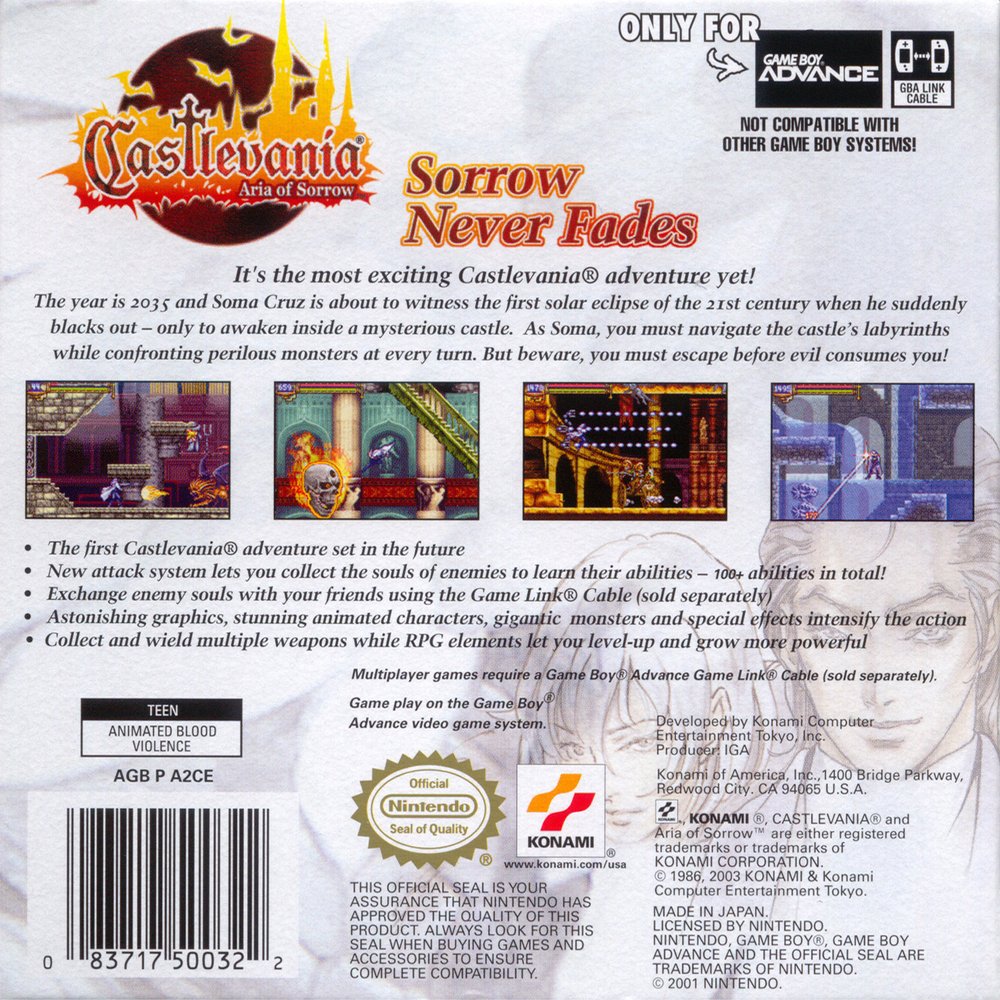 ONLY FOR
GAME BOY
ADVANCE
GBA LINK
CABLE
NOT COMPATIBLE WITH
OTHER GAME BOY SYSTEMS!
Castlevania®
Aria of Sorrow
Sorrow
Never Fades
It's the most exciting Castlevania® adventure yet!
The year is 2035 and Soma Cruz is about to witness the first solar eclipse of the 21st century when he suddenly
blacks out – only to awaken inside a mysterious castle. As Soma, you must navigate the castle's labyrinths
while confronting perilous monsters at every turn. But beware, you must escape before evil consumes you!
44
659
1470
1495
• The first Castlevania® adventure set in the future
• New attack system lets you collect the souls of enemies to learn their abilities – 100+ abilities in total!
• Exchange enemy souls with your friends using the Game Link® Cable (sold separately)
• Astonishing graphics, stunning animated characters, gigantic monsters and special effects intensify the action
• Collect and wield multiple weapons while RPG elements let you level-up and grow more powerful
Multiplayer games require a Game Boy® Advance Game Link® Cable (sold separately).
Game play on the Game Boy®
Advance video game system.
TEEN
ANIMATED BLOOD
VIOLENCE
AGB P A2CE
0 83717 50032 2
Official
Nintendo
Seal of Quality
®
KONAMI
®
www.konami.com/usa
THIS OFFICIAL SEAL IS YOUR
ASSURANCE THAT NINTENDO HAS
APPROVED THE QUALITY OF THIS
PRODUCT. ALWAYS LOOK FOR THIS
SEAL WHEN BUYING GAMES AND
ACCESSORIES TO ENSURE
COMPLETE COMPATIBILITY.
Developed by Konami Computer
Entertainment Tokyo, Inc.
Producer: IGA
Konami of America, Inc.,1400 Bridge Parkway,
Redwood City. CA 94065 U.S.A.
KONAMI
, KONAMI ®, CASTLEVANIA® and
Aria of Sorrow™ are either registered
trademarks or trademarks of
KONAMI CORPORATION.
© 1986, 2003 KONAMI & Konami
Computer Entertainment Tokyo.
MADE IN JAPAN.
LICENSED BY NINTENDO.
NINTENDO, GAME BOY®, GAME BOY
ADVANCE AND THE OFFICIAL SEAL ARE
TRADEMARKS OF NINTENDO.
© 2001 NINTENDO.